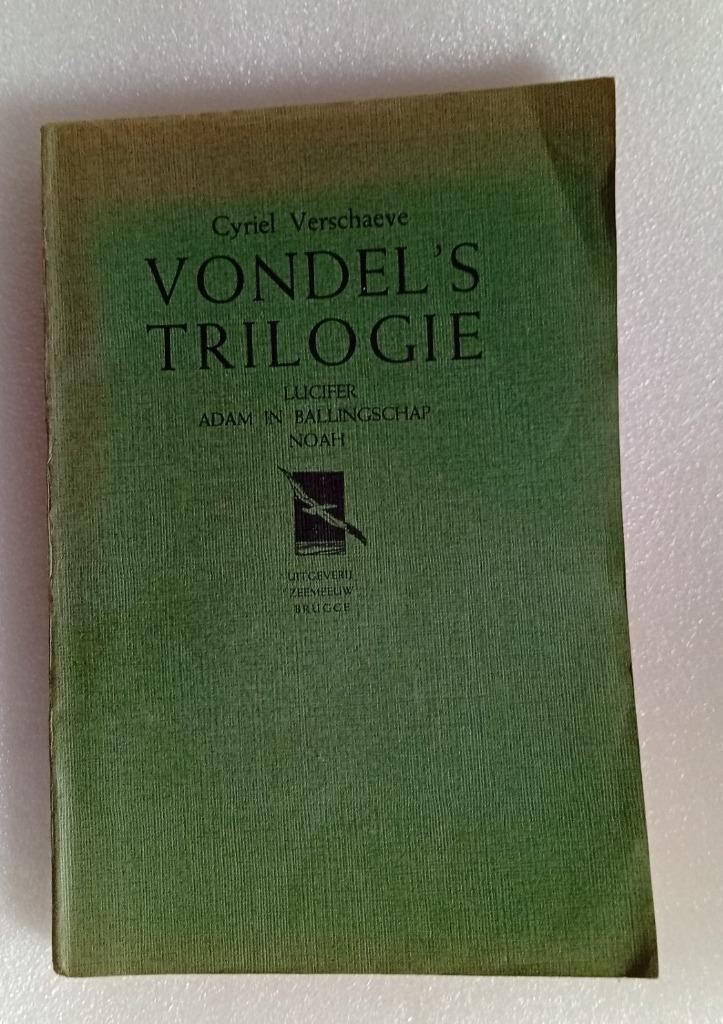 Cyriel Verschaeve
VONDEL'S
TRILOGIE
LUCIFER
ADAM IN BALLINGSCHAP
NOAH
UITGEVERIJ
ZEEMEEUW
BRUGGE